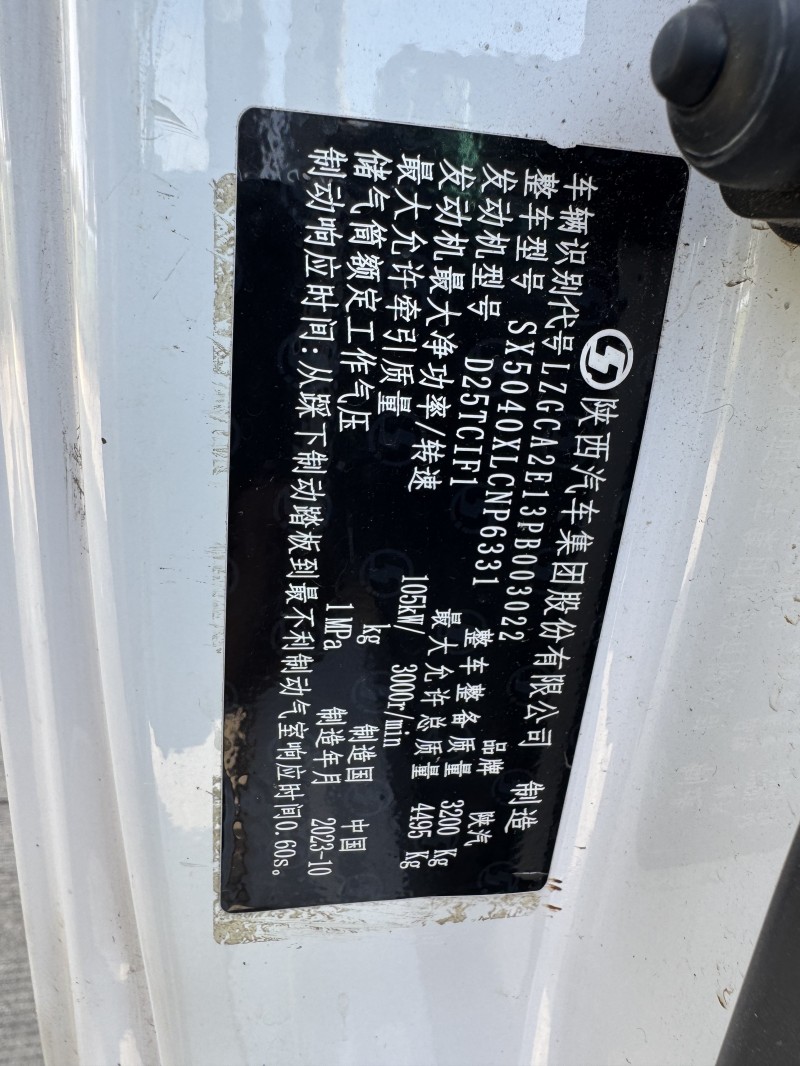 陕西汽车集团股份有限公司 制造
车辆识别代号LZGCA2E13PB003022
整车型号 SX5040XLCNP6331 品牌 陕汽
发动机型号 D25TCIF1 整车整备质量 3200 Kg
发动机最大净功率/转速 最大允许总质量 4495 Kg
105kW/ 3000r/min
最大允许牵引质量 kg 制造国 中国
储气筒额定工作气压 1MPa 制造年月 2023-10
制动响应时间:从踩下制动踏板到最不利制动气室响应时间0.60s。